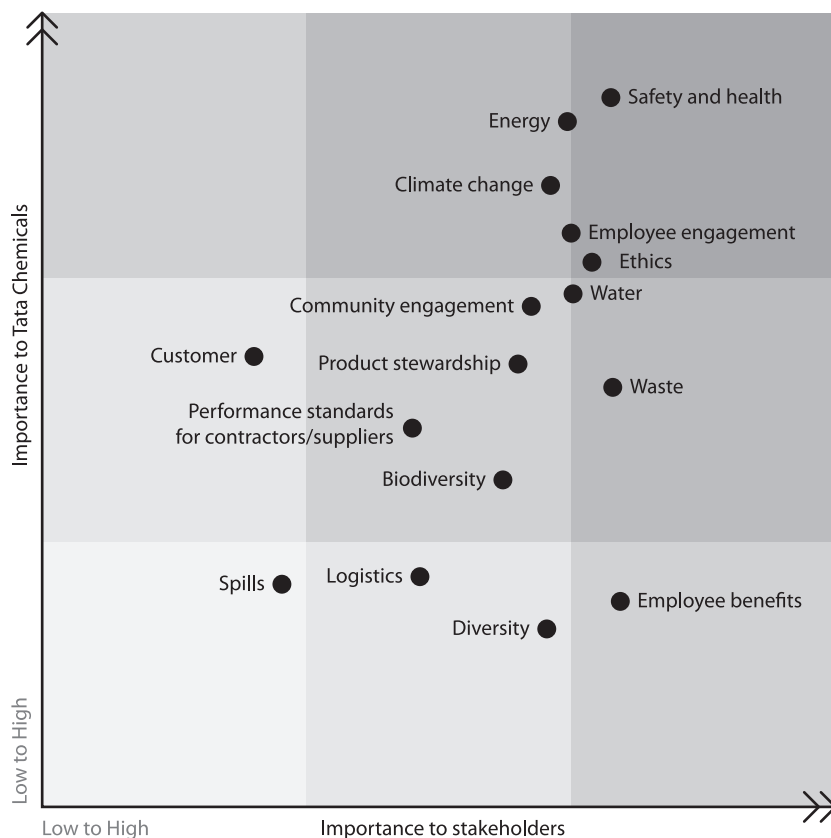 Safety and health
Energy
Climate change
Employee engagement
Ethics
Water
Community engagement
Customer
Product stewardship
Waste
Performance standards
for contractors/suppliers
Biodiversity
Logistics
Spills
Employee benefits
Diversity
Importance to Tata Chemicals
Low to High
Low to High
Importance to stakeholders